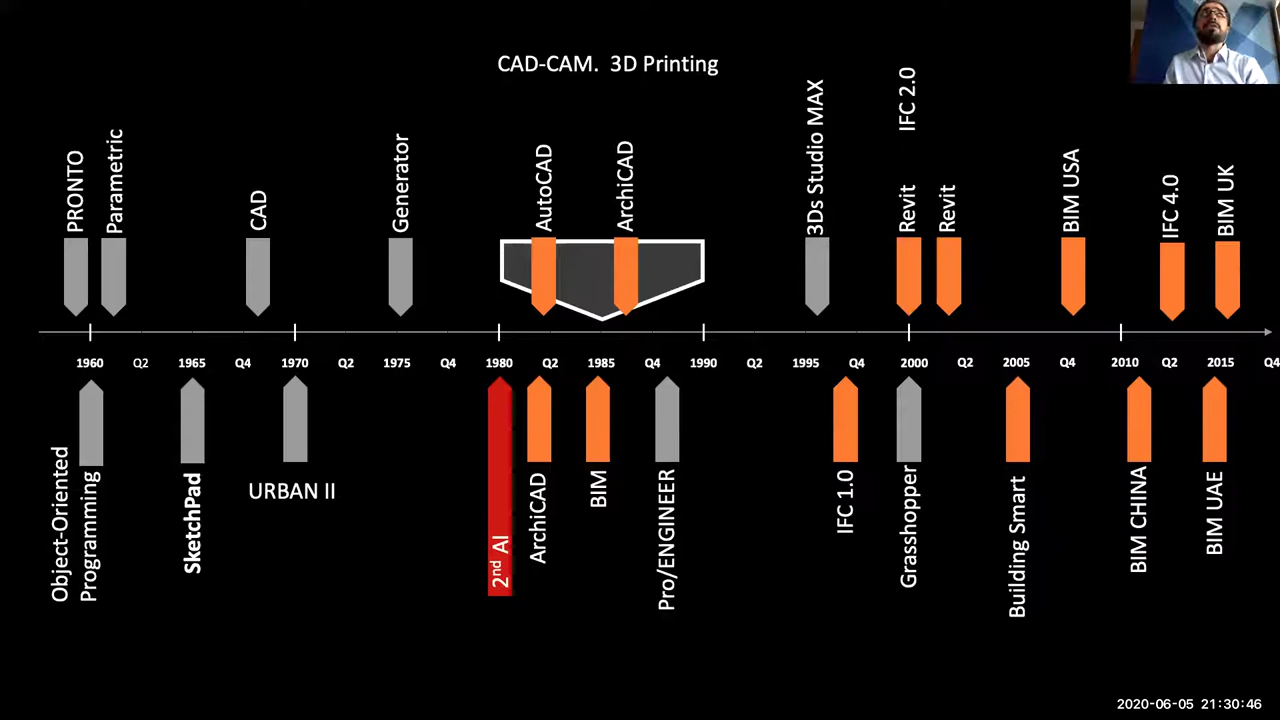 CAD-CAM. 3D Printing
PRONTO
Parametric
CAD
Generator
AutoCAD
ArchiCAD
3Ds Studio MAX
Revit
IFC 2.0
Revit
BIM USA
IFC 4.0
BIM UK
1960 Q2 1965 Q4 1970 Q2 1975 Q4 1980 Q2 1985 Q4 1990 Q2 1995 Q4 2000 Q2 2005 Q4 2010 Q2 2015 Q4
Object-Oriented
Programming
SketchPad
URBAN II
2nd AI
ArchiCAD
BIM
Pro/ENGINEER
IFC 1.0
Grasshopper
Building Smart
BIM CHINA
BIM UAE
2020-06-05 21:30:46